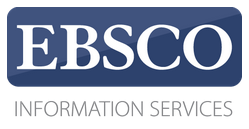 EBSCO
INFORMATION SERVICES